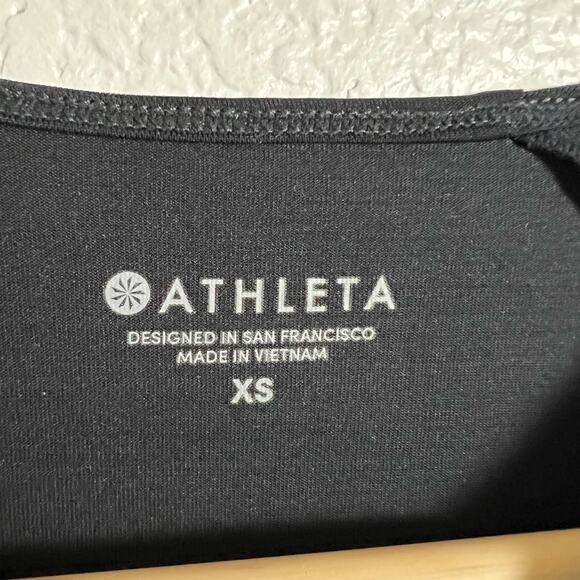 ATHLETA
DESIGNED IN SAN FRANCISCO
MADE IN VIETNAM
XS